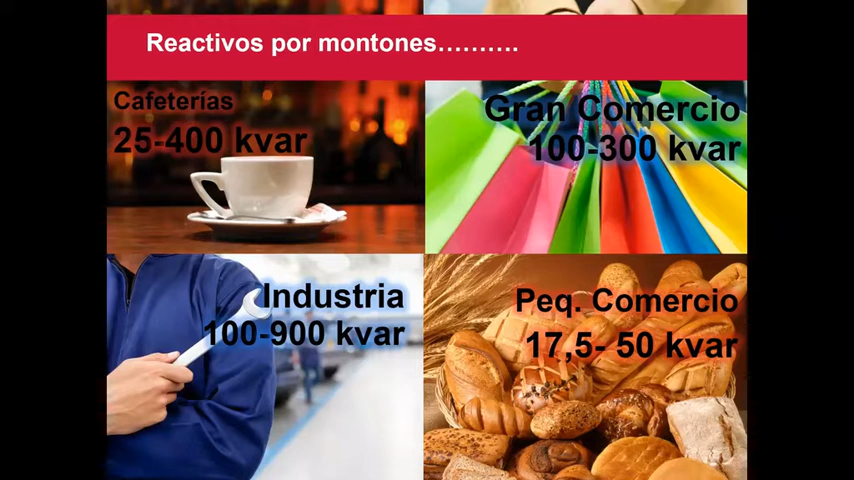 Reactivos por montones..........
Cafeterías
25-400 kvar
Gran Comercio
100-300 kvar
Industria
100-900 kvar
Peq. Comercio
17,5- 50 kvar